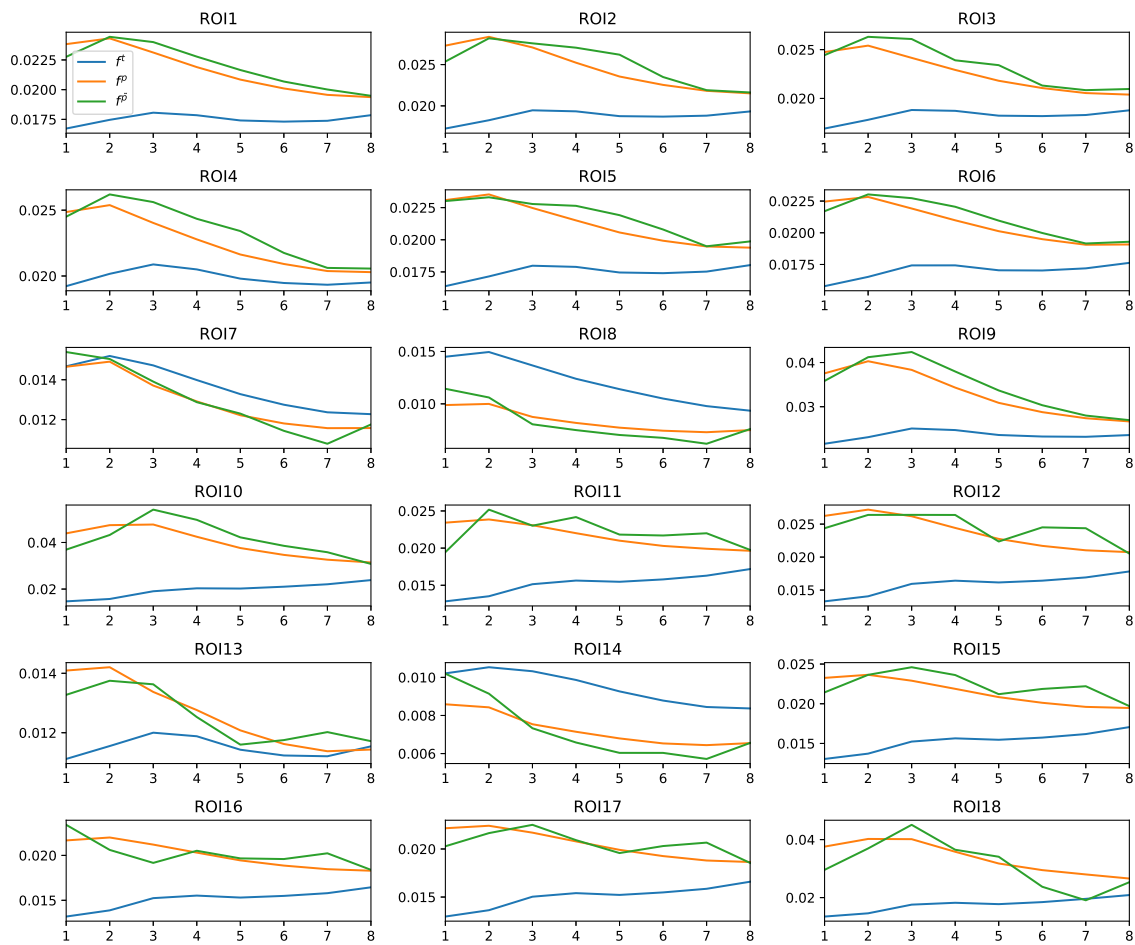 ROI1 ROI2 ROI3
0.0225 0.0200 0.0175 f^t f^p f^p̃ 0.025 0.020 0.025 0.020
1 2 3 4 5 6 7 8 1 2 3 4 5 6 7 8 1 2 3 4 5 6 7 8
ROI4 ROI5 ROI6
0.025 0.020 0.0225 0.0200 0.0175 0.0225 0.0200 0.0175
1 2 3 4 5 6 7 8 1 2 3 4 5 6 7 8 1 2 3 4 5 6 7 8
ROI7 ROI8 ROI9
0.014 0.012 0.015 0.010 0.04 0.03
1 2 3 4 5 6 7 8 1 2 3 4 5 6 7 8 1 2 3 4 5 6 7 8
ROI10 ROI11 ROI12
0.04 0.02 0.025 0.020 0.015 0.025 0.020 0.015
1 2 3 4 5 6 7 8 1 2 3 4 5 6 7 8 1 2 3 4 5 6 7 8
ROI13 ROI14 ROI15
0.014 0.012 0.010 0.008 0.006 0.025 0.020 0.015
1 2 3 4 5 6 7 8 1 2 3 4 5 6 7 8 1 2 3 4 5 6 7 8
ROI16 ROI17 ROI18
0.020 0.015 0.020 0.015 0.04 0.02
1 2 3 4 5 6 7 8 1 2 3 4 5 6 7 8 1 2 3 4 5 6 7 8